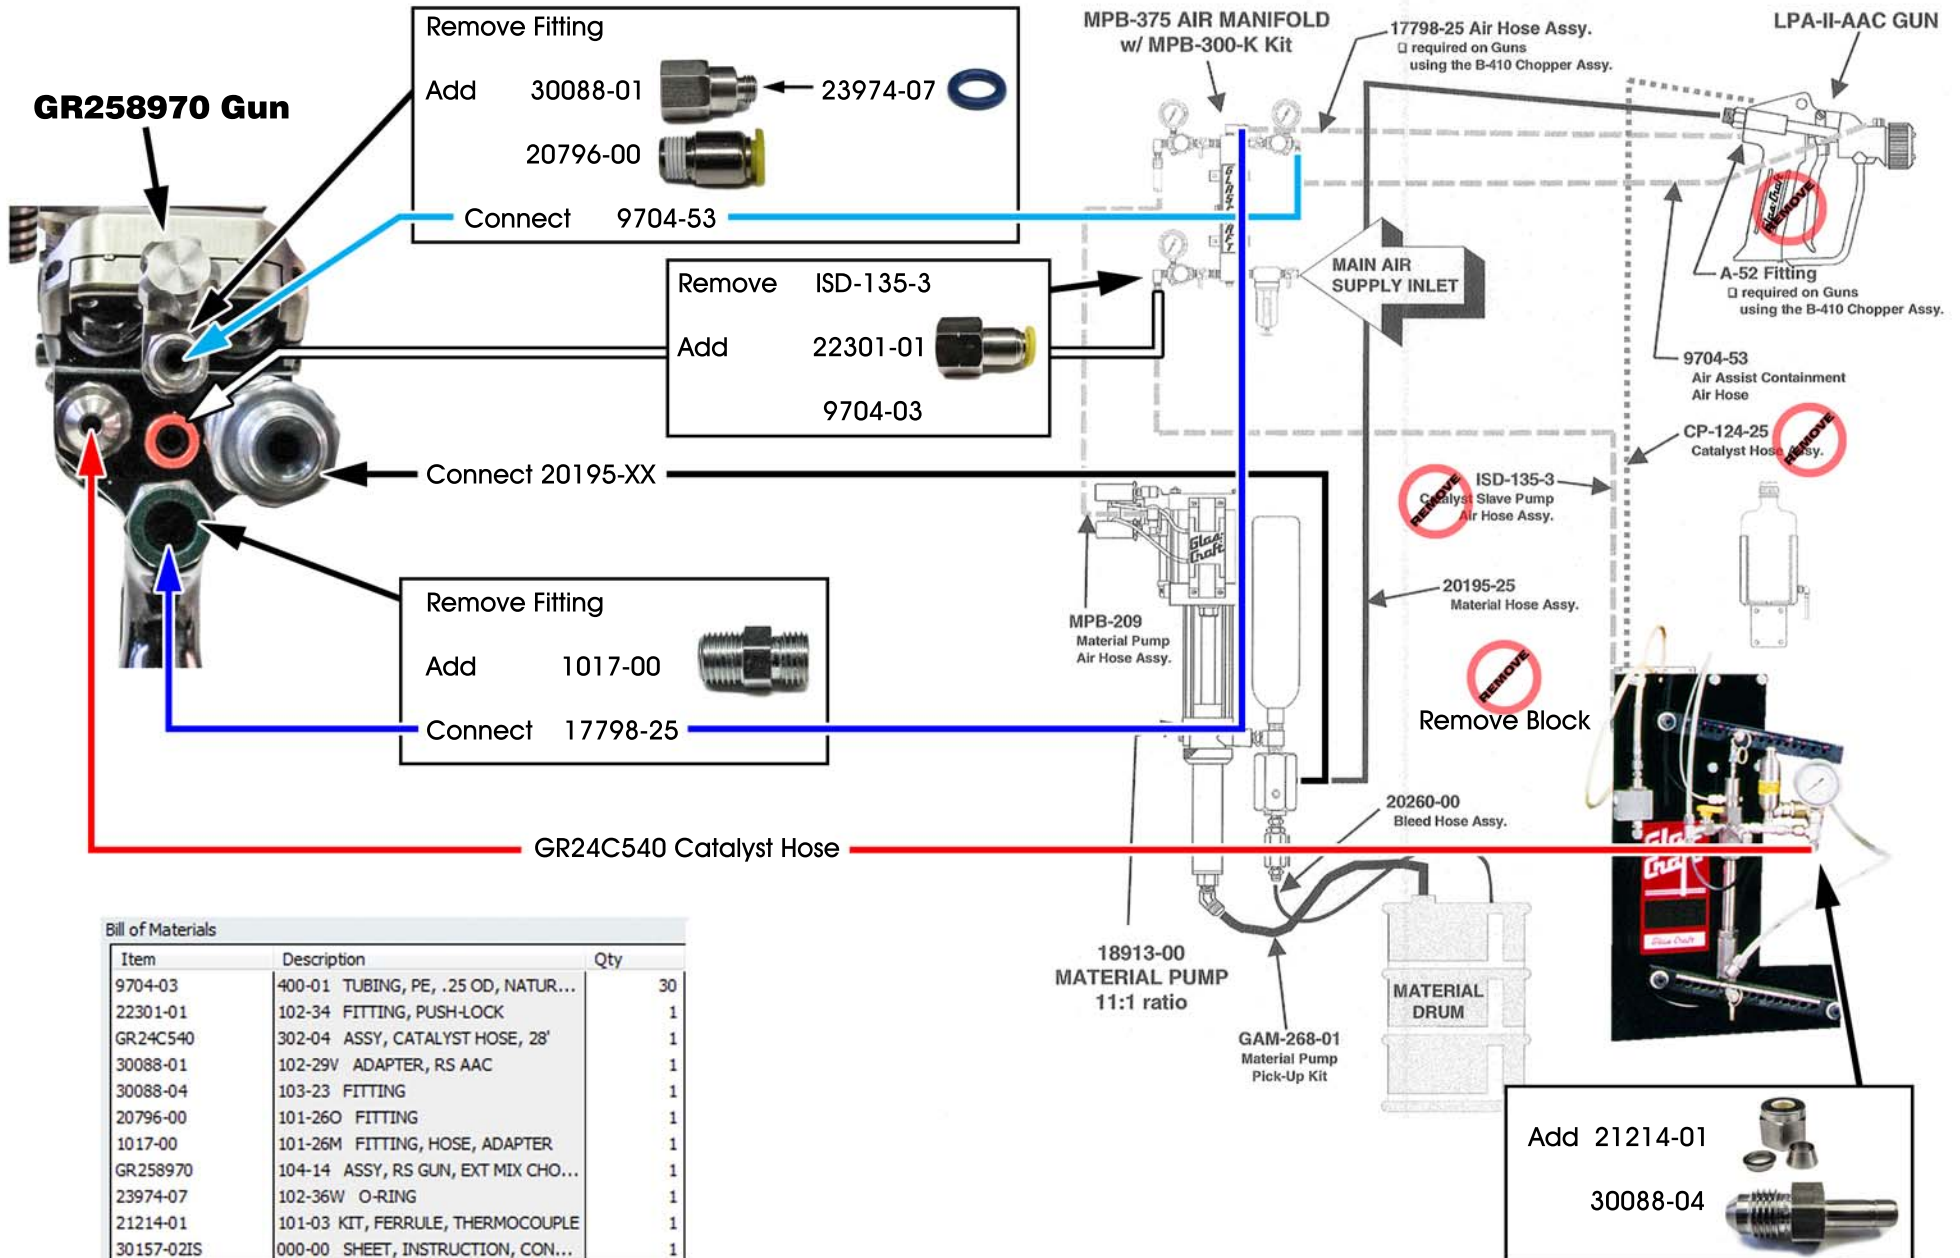 GR258970 Gun
Remove Fitting
Add 30088-01 23974-07
20796-00
Connect 9704-53
Remove ISD-135-3
Add 22301-01
9704-03
Connect 20195-XX
Remove Fitting
Add 1017-00
Connect 17798-25
GR24C540 Catalyst Hose
MPB-375 AIR MANIFOLD
w/ MPB-300-K Kit
17798-25 Air Hose Assy.
❑ required on Guns
using the B-410 Chopper Assy.
LPA-II-AAC GUN
Glas-Craft
REMOVE
MAIN AIR
SUPPLY INLET
A-52 Fitting
❑ required on Guns
using the B-410 Chopper Assy.
9704-53
Air Assist Containment
Air Hose
CP-124-25
Catalyst Hose Assy.
REMOVE
ISD-135-3
Catalyst Slave Pump
Air Hose Assy.
REMOVE
Glas
Craft
MPB-209
Material Pump
Air Hose Assy.
20195-25
Material Hose Assy.
REMOVE
Remove Block
20260-00
Bleed Hose Assy.
Glas
Craft
Glas-Craft
18913-00
MATERIAL PUMP
11:1 ratio
GAM-268-01
Material Pump
Pick-Up Kit
MATERIAL
DRUM
Add 21214-01
30088-04
Bill of Materials
Item Description Qty
9704-03 400-01 TUBING, PE, .25 OD, NATUR... 30
22301-01 102-34 FITTING, PUSH-LOCK 1
GR24C540 302-04 ASSY, CATALYST HOSE, 28' 1
30088-01 102-29V ADAPTER, RS AAC 1
30088-04 103-23 FITTING 1
20796-00 101-26O FITTING 1
1017-00 101-26M FITTING, HOSE, ADAPTER 1
GR258970 104-14 ASSY, RS GUN, EXT MIX CHO... 1
23974-07 102-36W O-RING 1
21214-01 101-03 KIT, FERRULE, THERMOCOUPLE 1
30157-02IS 000-00 SHEET, INSTRUCTION, CON... 1